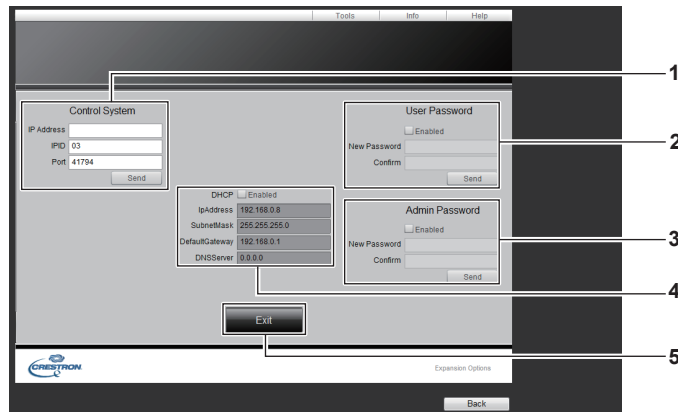 Tools Info Help
1
Control System
IP Address
IPID 03
Port 41794
Send
User Password
Enabled
New Password
Confirm
Send
2
DHCP Enabled
IpAddress 192.168.0.8
SubnetMask 255.255.255.0
DefaultGateway 192.168.0.1
DNSServer 0.0.0.0
Admin Password
Enabled
New Password
Confirm
Send
3
4
Exit
5
CRESTRON
Expansion Options
Back